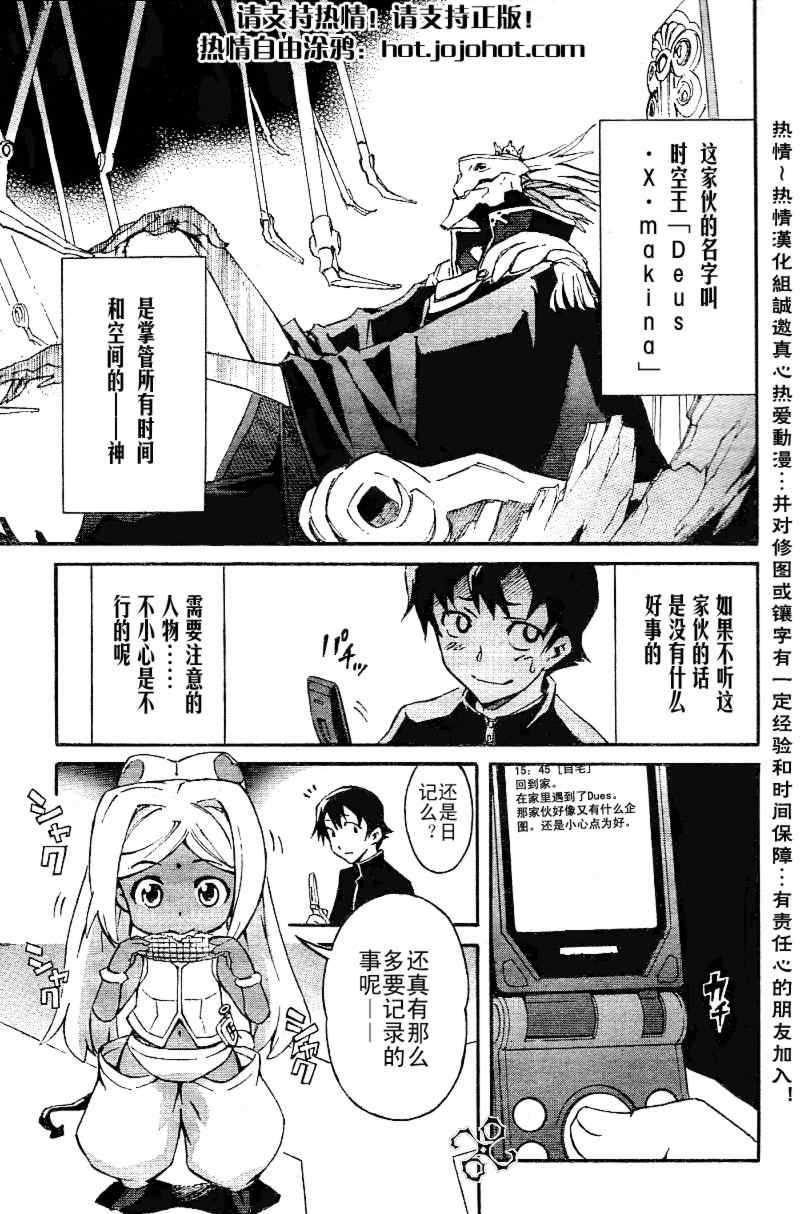 请支持热情！请支持正版！
热情自由涂鸦：hot.jojohot.com
这家伙的名字叫
时空王「Deus
·X·makina」
是掌管所有时间
和空间的——神
如果不听这
家伙的话
是没有什么
好事的
パチッ
需要注意的
人物……
不小心是不
行的呢
15：45［自宅］
回到家。
在家里遇到了Dues。
那家伙好像又有什么企
图。还是小心点为好。
カチ
还是日
记么？
还真有那么
多要记录的
事呢——
クャン
クャッ
热情～热情漢化組誠邀真心热爱動漫…并对修图或镶字有一定经验和时间保障…有责任心的朋友加入！